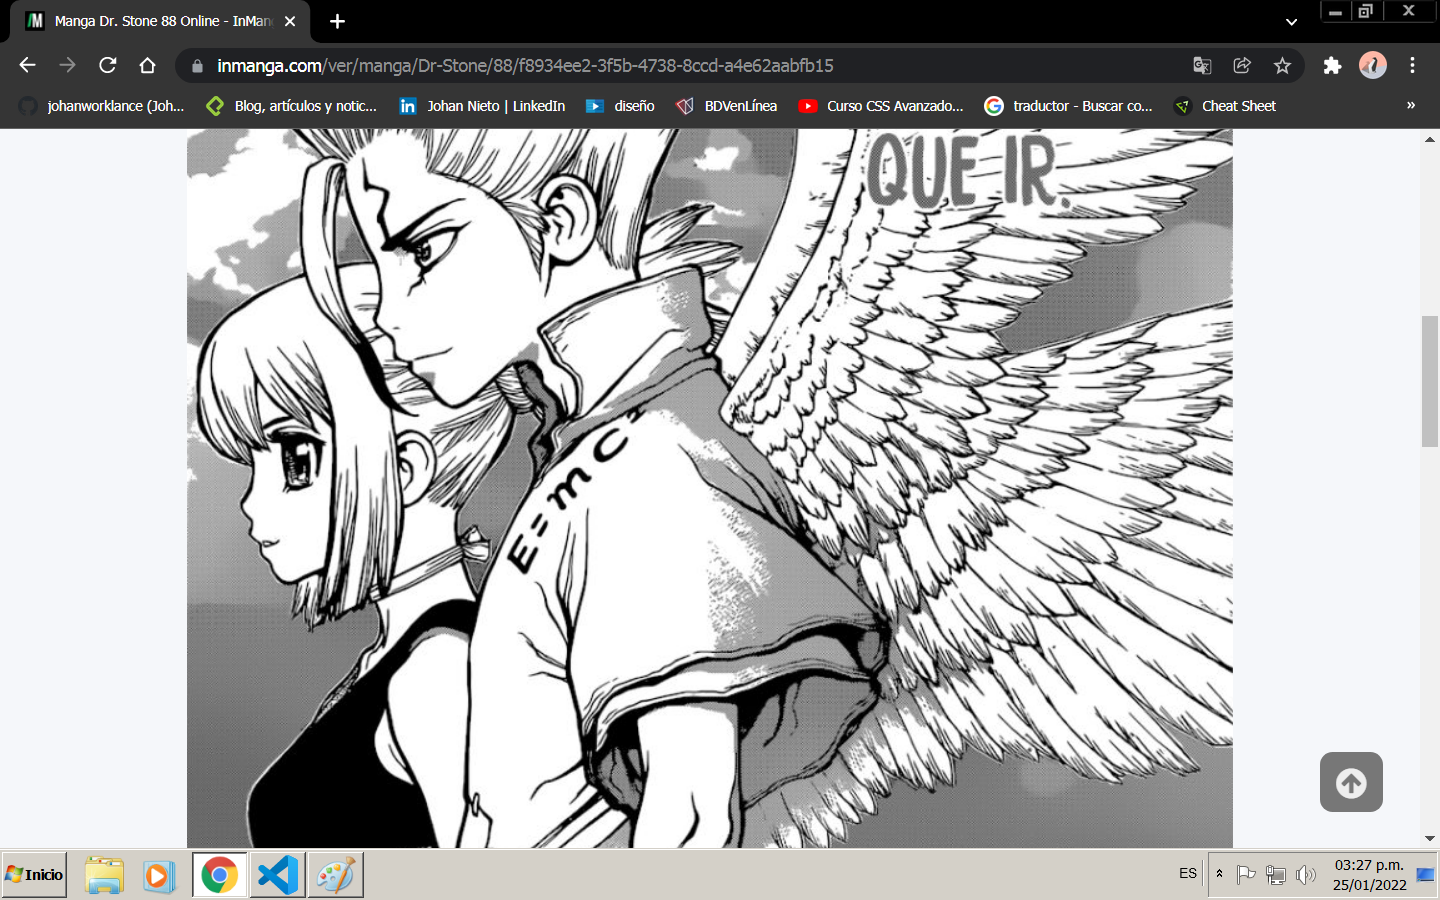 Manga Dr. Stone 88 Online - InMan
inmanga.com/ver/manga/Dr-Stone/88/f8934ee2-3f5b-4738-8ccd-a4e62aabfb15
johanworklance (Joh...
Blog, artículos y notic...
Johan Nieto | LinkedIn
diseño
BDVenLínea
Curso CSS Avanzado...
traductor - Buscar co...
Cheat Sheet
»
QUE IR.
E=mc²
Inicio
ES
03:27 p.m.
25/01/2022